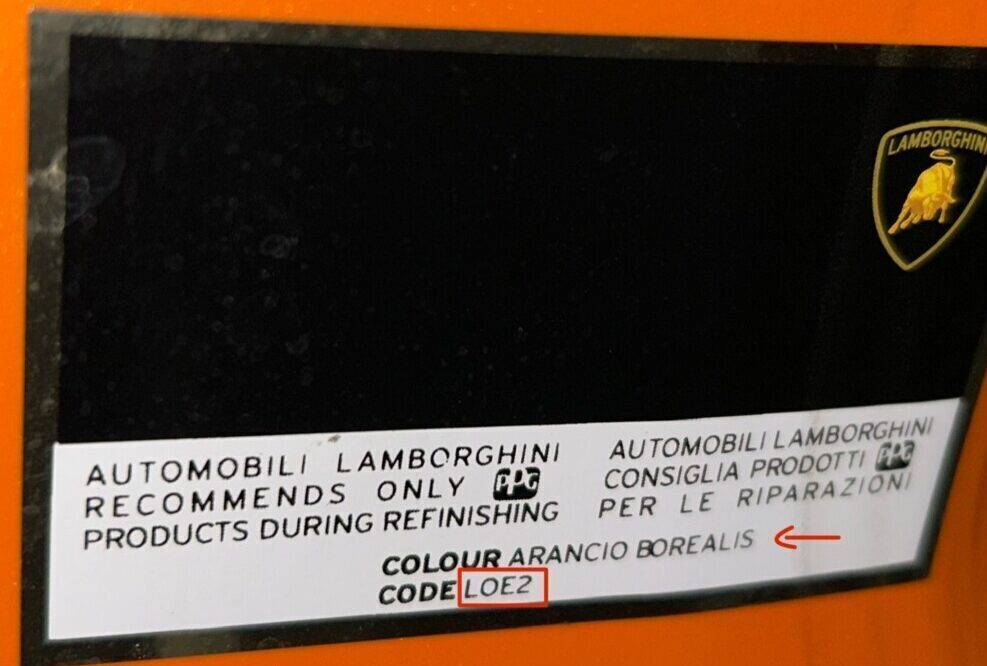 LAMBORGHINI
AUTOMOBILI LAMBORGHINI
RECOMMENDS ONLY PPG
PRODUCTS DURING REFINISHING
AUTOMOBILI LAMBORGHINI
CONSIGLIA PRODOTTI PPG
PER LE RIPARAZIONI
COLOUR ARANCIO BOREALIS
CODE LOE2